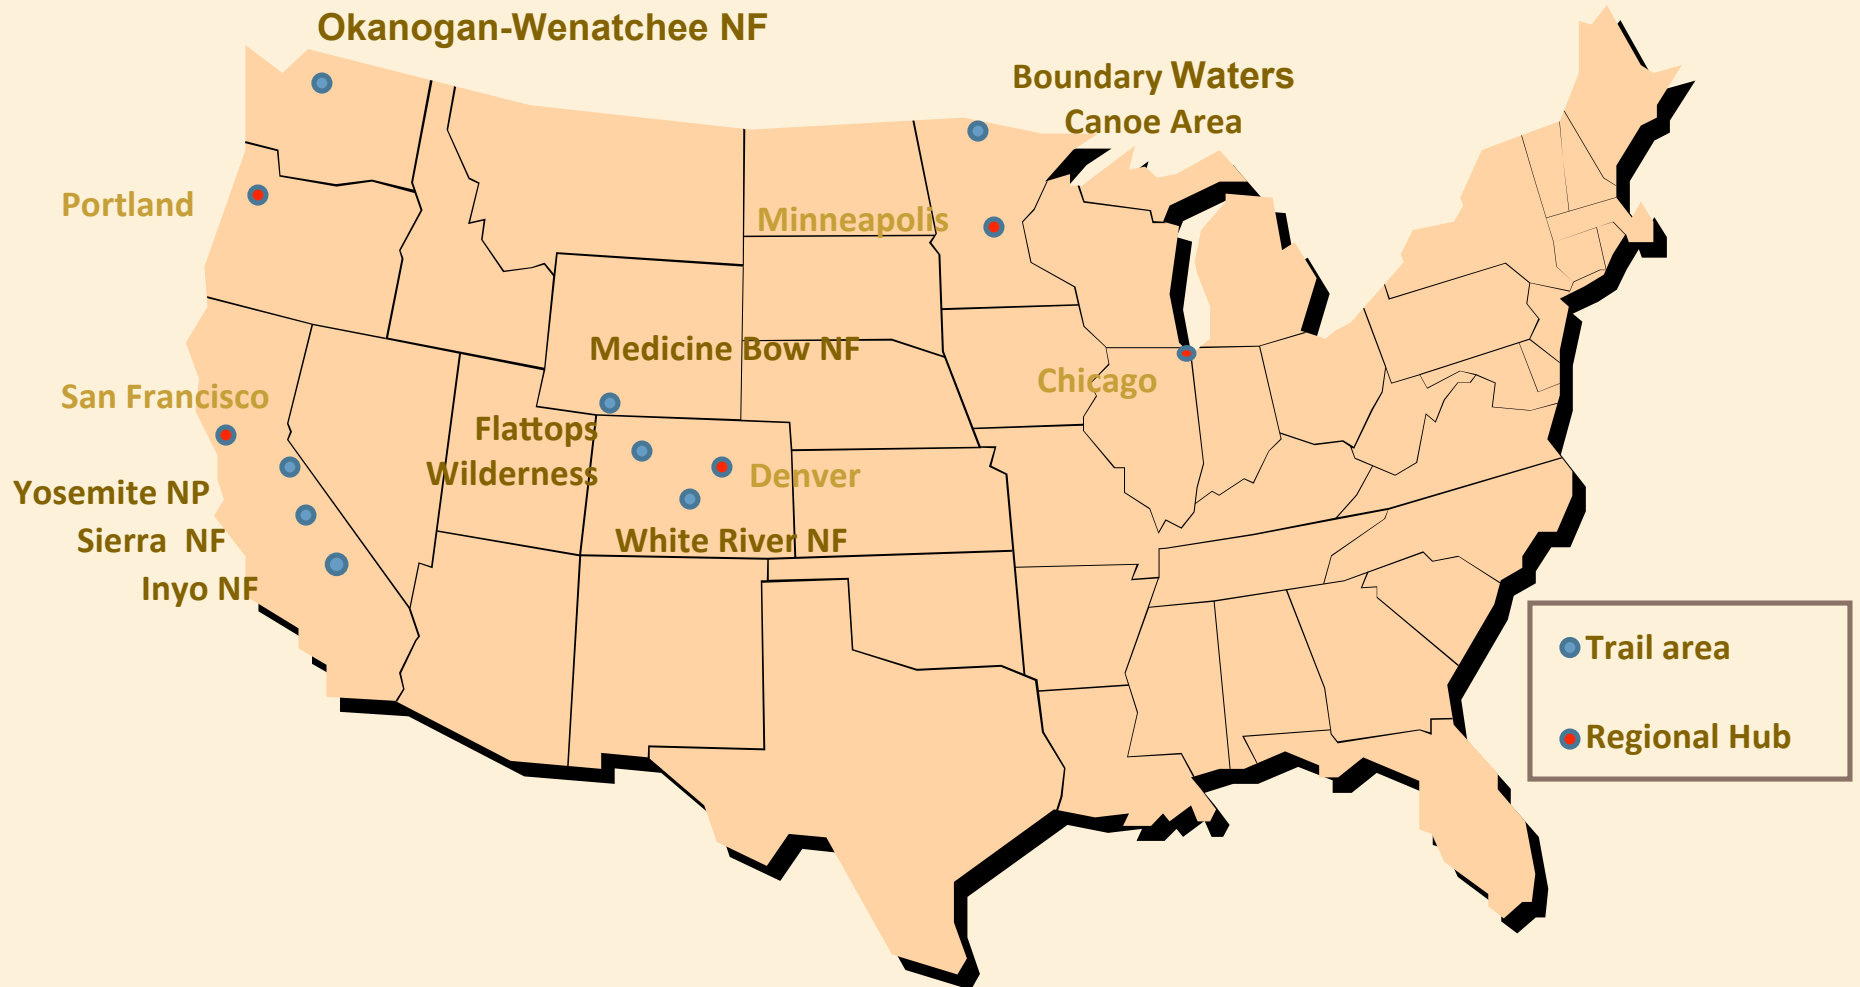 Okanogan-Wenatchee NF
Boundary Waters
Canoe Area
Portland
Minneapolis
Medicine Bow NF
Chicago
San Francisco
Flattops
Wilderness
Denver
Yosemite NP
Sierra  NF
White River NF
Inyo NF
Trail area
Regional Hub